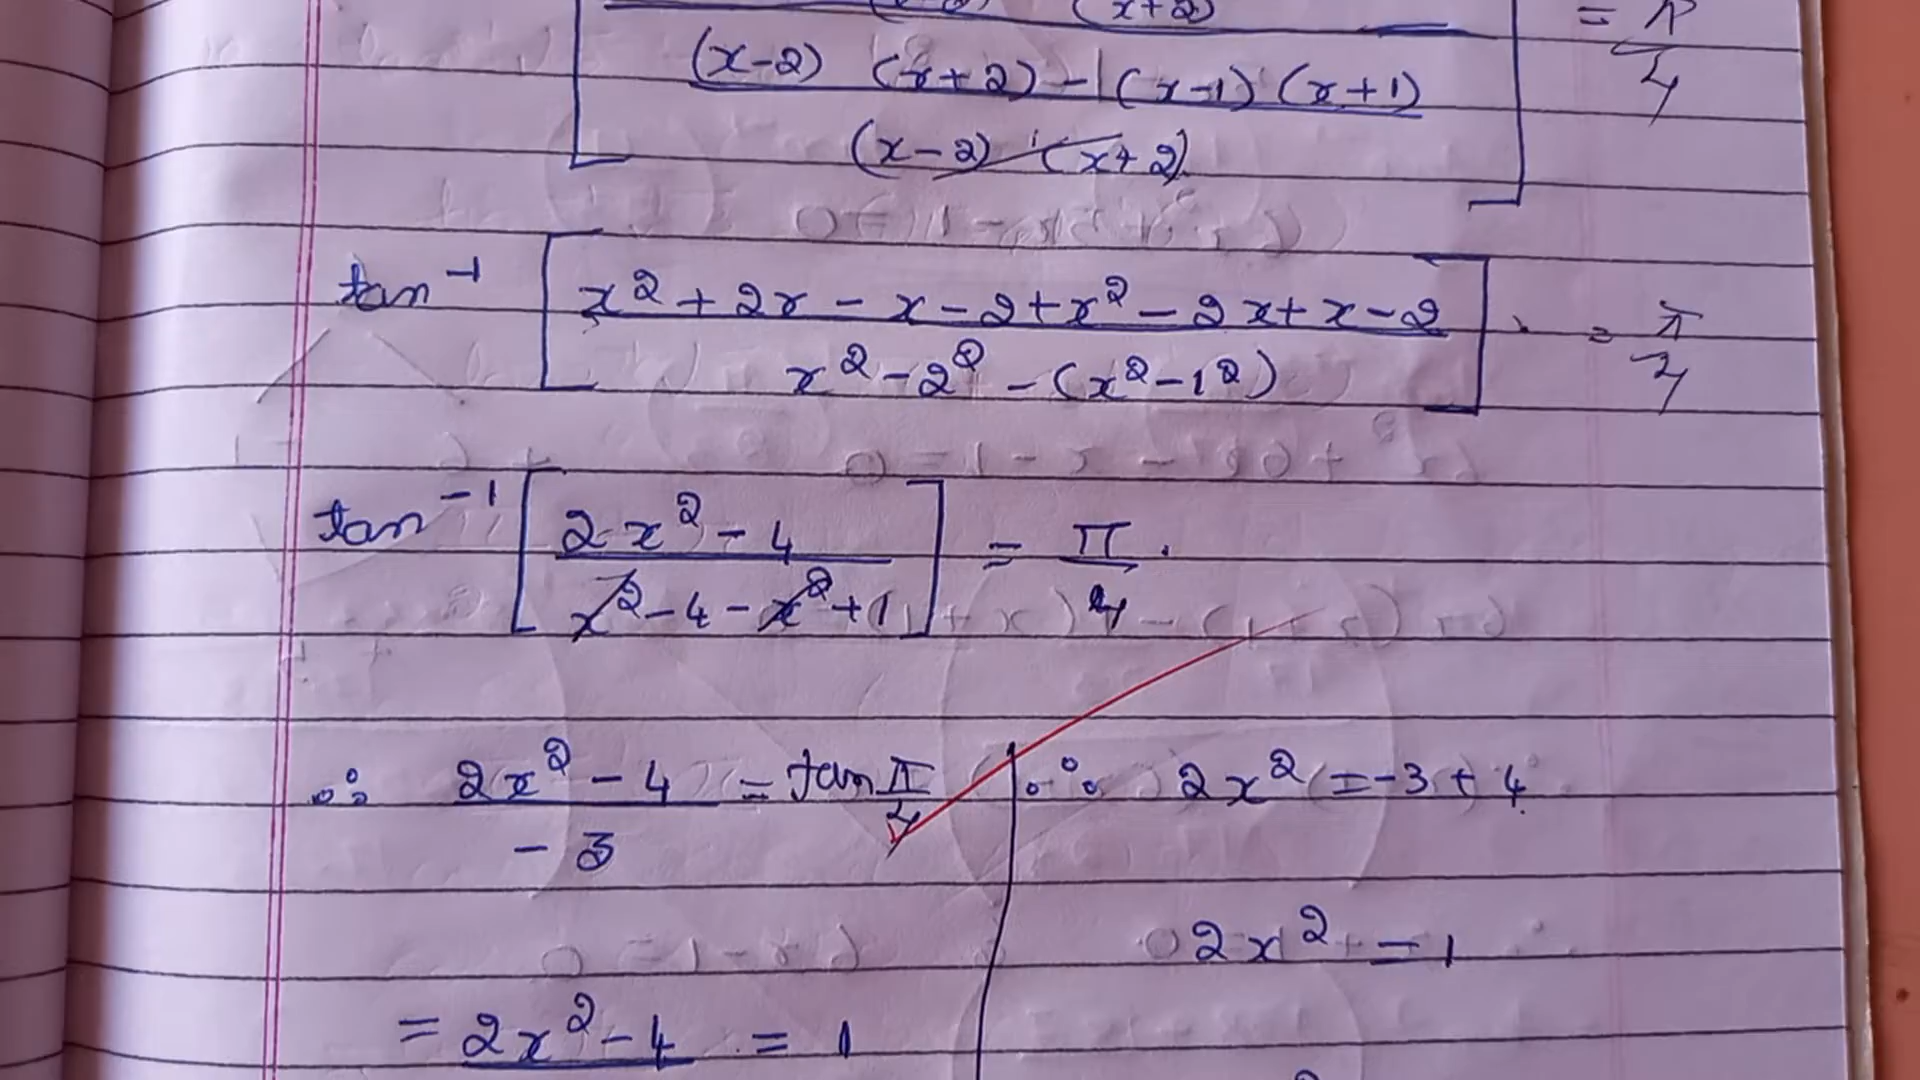 (x+2)
= π
(x-2) (x+2) - (x-1) (x+1)
4
(x-2) (x+2)
tan⁻¹ [ x² + 2x - x - 2 + x² - 2x + x - 2 ] = π
x² - 2² - (x² - 1²) 4
tan⁻¹ [ 2x² - 4 ] = π .
x² - 4 - x² + 1 4
∴ 2x² - 4 = tan π
- 3 4
= 2x² - 4 = 1
∴ 2x² = -3 + 4
2x² = 1